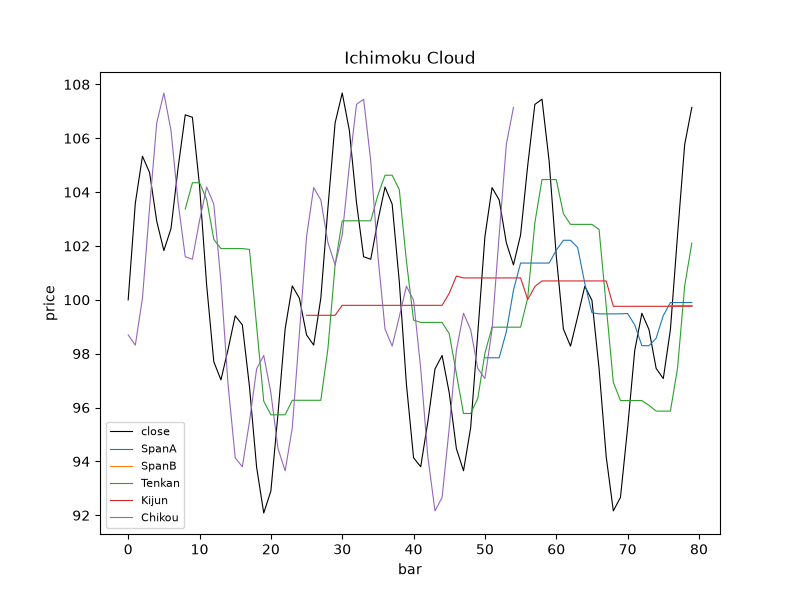 Ichimoku Cloud
108
106
104
102
100
98
96
94
92
price
close
SpanA
SpanB
Tenkan
Kijun
Chikou
0 10 20 30 40 50 60 70 80
bar